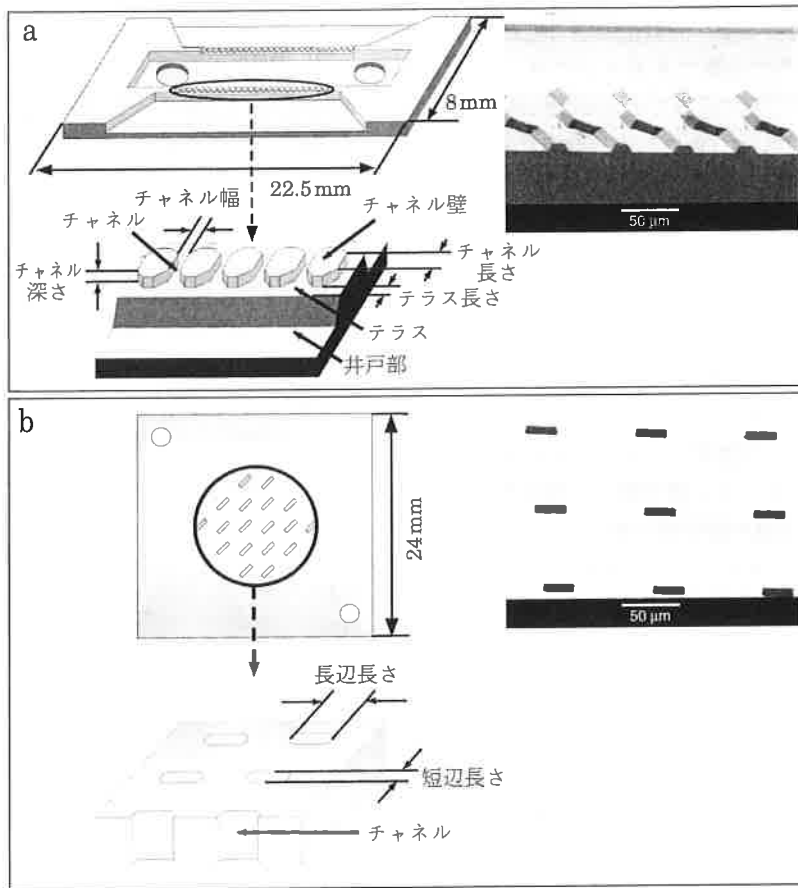 a
8mm
22.5mm
50 µm
チャネル幅
チャネル
チャネル壁
チャネル
深さ
チャネル
長さ
テラス長さ
テラス
井戸部
b
24mm
50 µm
長辺長さ
短辺長さ
チャネル